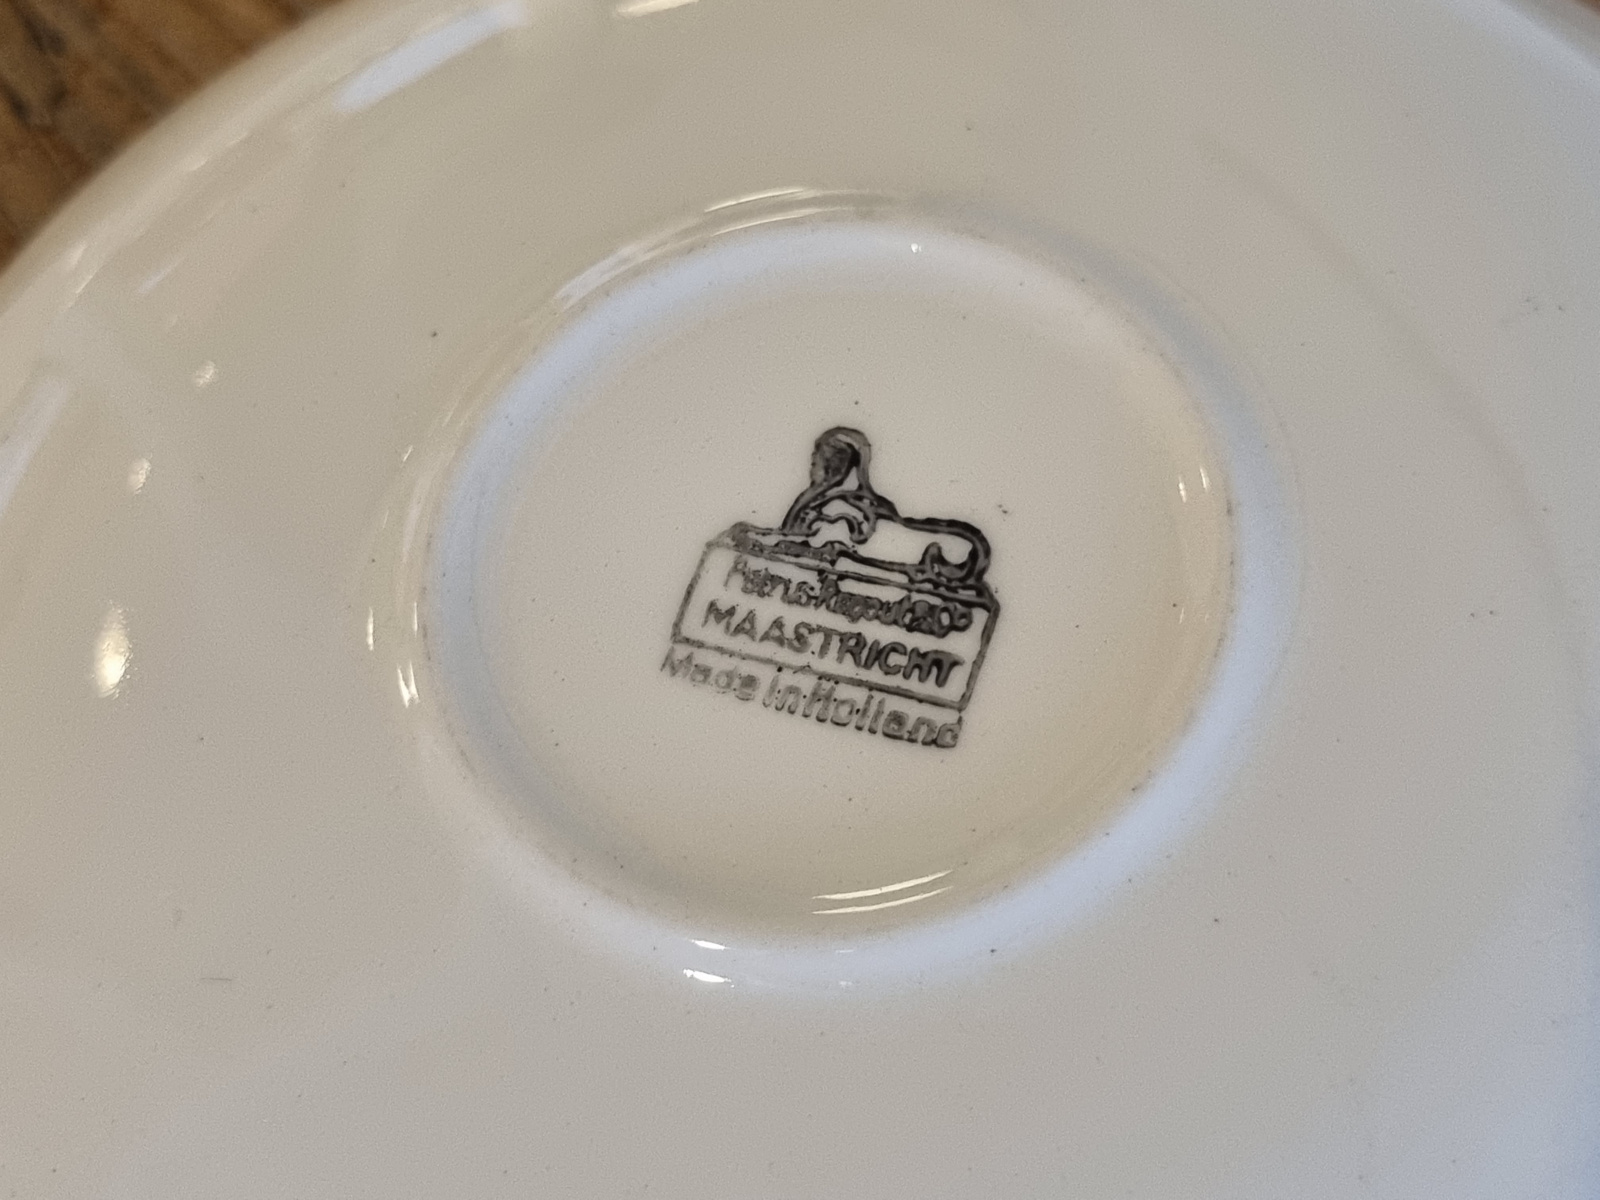 Petrus Regout & Co
MAASTRICHT
Made in Holland